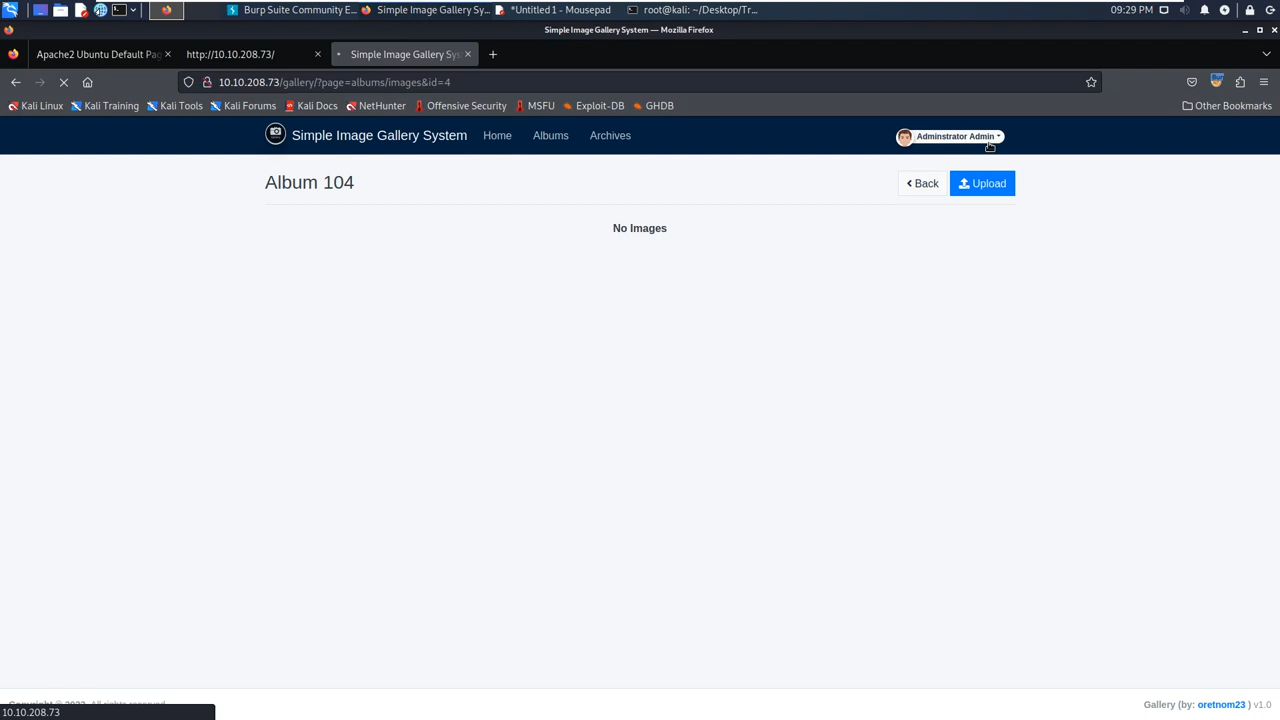 Burp Suite Community E...
Simple Image Gallery Sy...
*Untitled 1 - Mousepad
root@kali: ~/Desktop/Tr...
09:29 PM
Simple Image Gallery System — Mozilla Firefox
Apache2 Ubuntu Default Pag
http://10.10.208.73/
Simple Image Gallery Sys
10.10.208.73/gallery/?page=albums/images&id=4
Kali Linux
Kali Training
Kali Tools
Kali Forums
Kali Docs
NetHunter
Offensive Security
MSFU
Exploit-DB
GHDB
Other Bookmarks
Simple Image Gallery System
Home
Albums
Archives
Adminstrator Admin
Album 104
Back
Upload
No Images
Gallery (by: oretnom23 ) v1.0
10.10.208.73